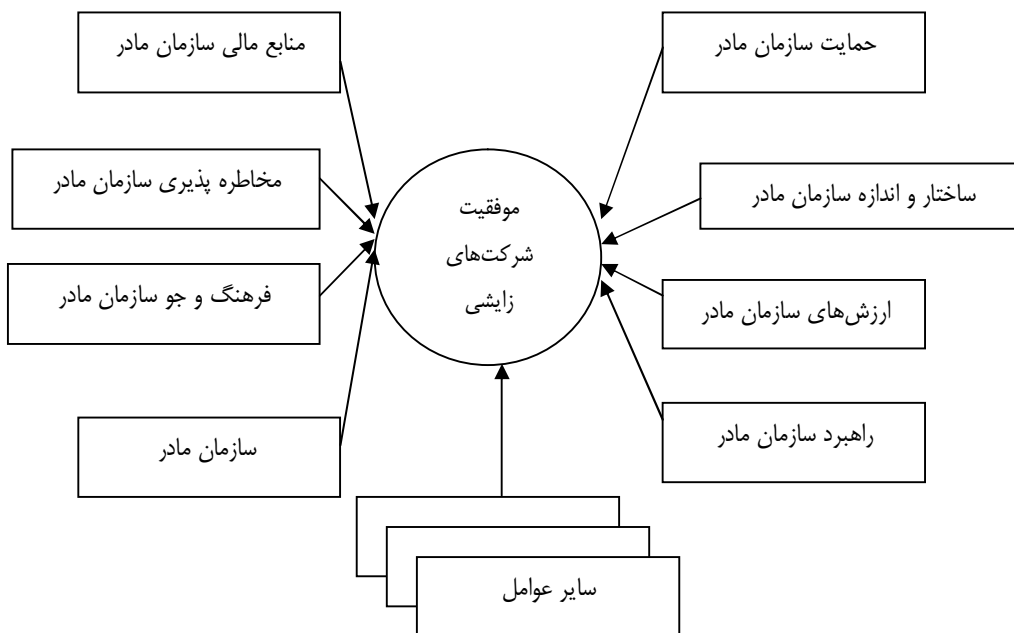 حمایت سازمان مادر
منابع مالی سازمان مادر
ساختار و اندازه سازمان مادر
مخاطره پذیری سازمان مادر
موفقیت
شرکت‌های
زایشی
ارزش‌های سازمان مادر
فرهنگ و جو سازمان مادر
راهبرد سازمان مادر
سازمان مادر
سایر عوامل